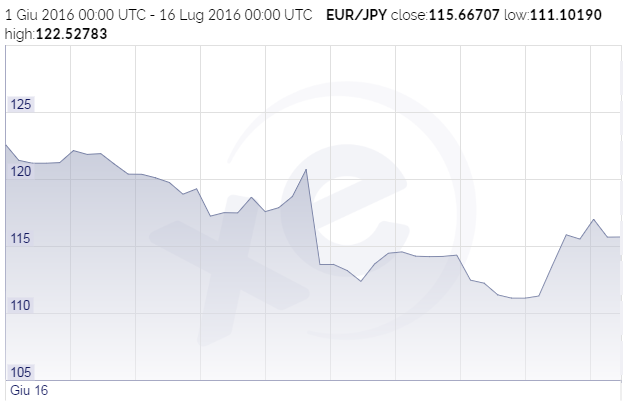 1 Giu 2016 00:00 UTC - 16 Lug 2016 00:00 UTC EUR/JPY close:115.66707 low:111.10190
high:122.52783
125
120
115
110
105
Giu 16
xe